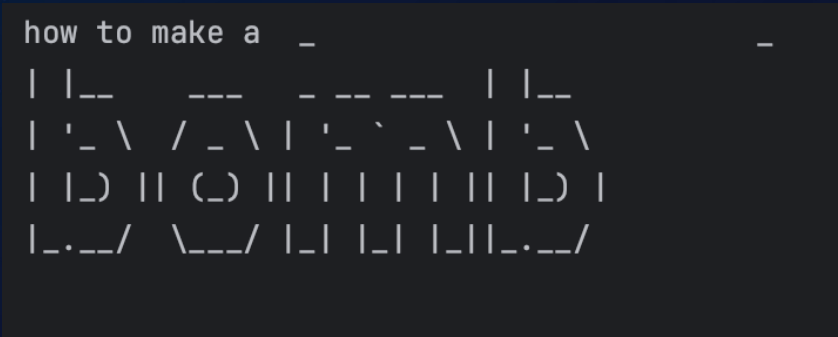 how to make a  _                        _
| |__    ___   _ __ ___  | |__
| '_ \  / _ \ | '_ ` _ \ | '_ \
| |_) || (_) || | | | | || |_) |
|_.__/  \___/ |_| |_| |_||_.__/